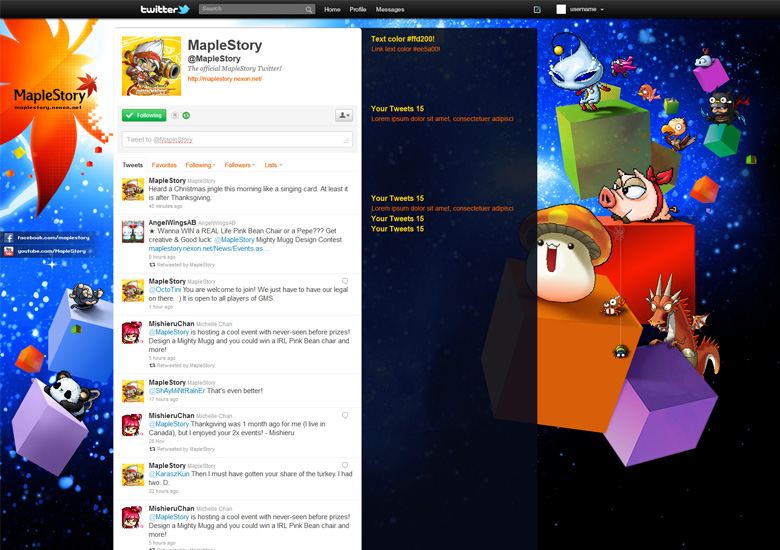 twitter
Search
Home Profile Messages
username
MapleStory
maplestory.nexon.net
facebook.com/maplestory
youtube.com/MapleStory
MapleStory
@MapleStory
The official MapleStory Twitter!
http://maplestory.nexon.net/
Following
Tweet to @MapleStory
Tweets Favorites Following Followers Lists
MapleStory MapleStory
Heard a Christmas jingle this morning like a singing card. At least it
is after Thanksgiving.
40 minutes ago
AngelWingsAB AngelWingsAB
★ Wanna WIN a REAL Life Pink Bean Chair or a Pepe??? Get
creative & Good luck: @MapleStory Mighty Mugg Design Contest
maplestory.nexon.net/News/Events.as…
6 hours ago
Retweeted by MapleStory
MapleStory MapleStory
@OctoTini You are welcome to join! We just have to have our legal
on there. :) It is open to all players of GMS.
1 hour ago
MishieruChan Michelle Chan
@MapleStory is hosting a cool event with never-seen before prizes!
Design a Mighty Mugg and you could win a IRL Pink Bean chair and
more!
5 hours ago
Retweeted by MapleStory
MapleStory MapleStory
@ShAyMiNtRaInEr That's even better!
17 hours ago
MishieruChan Michelle Chan
@MapleStory Thankgiving was 1 month ago for me (I live in
Canada), but I enjoyed your 2x events! - Mishieru
28 Nov
Retweeted by MapleStory
MapleStory MapleStory
@KaraszKun Then I must have gotten your share of the turkey. I had
two. D:
22 hours ago
MishieruChan Michelle Chan
@MapleStory is hosting a cool event with never-seen before prizes!
Design a Mighty Mugg and you could win a IRL Pink Bean chair and
more!
5 hours ago
Retweeted by MapleStory
Text color #ffd200!
Link text color #ee5a00!
Your Tweets 15
Lorem ipsum dolor sit amet, consectetuer adipisci
Your Tweets 15
Lorem ipsum dolor sit amet, consectetuer adipisci
Your Tweets 15
Your Tweets 15